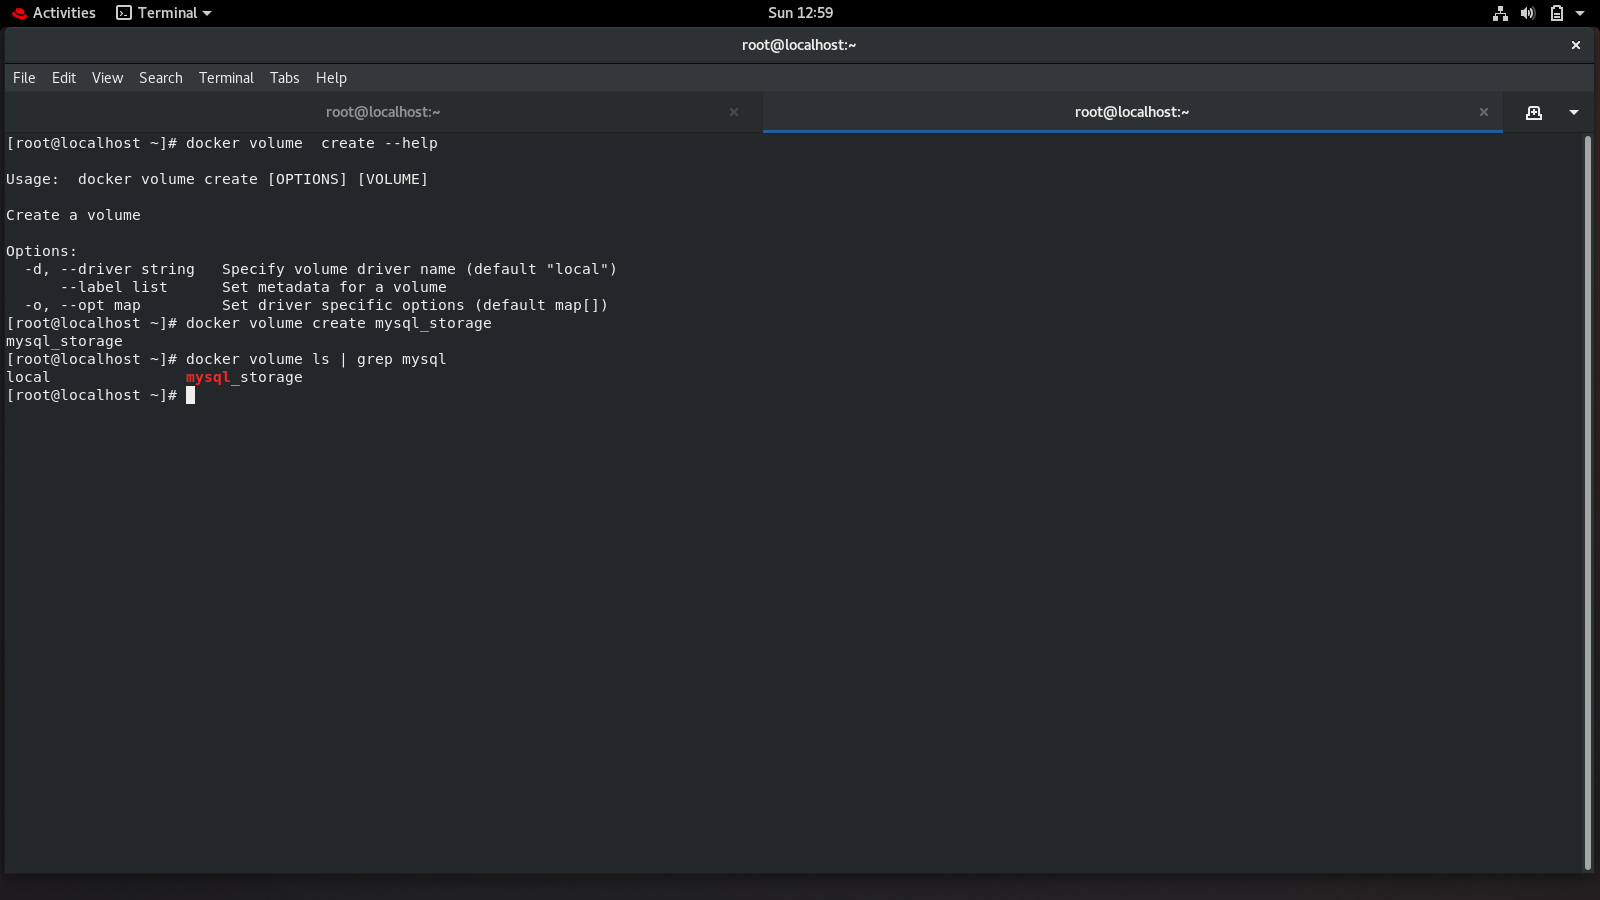 Activities Terminal Sun 12:59
root@localhost:~
File Edit View Search Terminal Tabs Help
root@localhost:~ root@localhost:~
[root@localhost ~]# docker volume  create --help
Usage:  docker volume create [OPTIONS] [VOLUME]
Create a volume
Options:
  -d, --driver string   Specify volume driver name (default "local")
      --label list      Set metadata for a volume
  -o, --opt map         Set driver specific options (default map[])
[root@localhost ~]# docker volume create mysql_storage
mysql_storage
[root@localhost ~]# docker volume ls | grep mysql
local               mysql_storage
[root@localhost ~]#